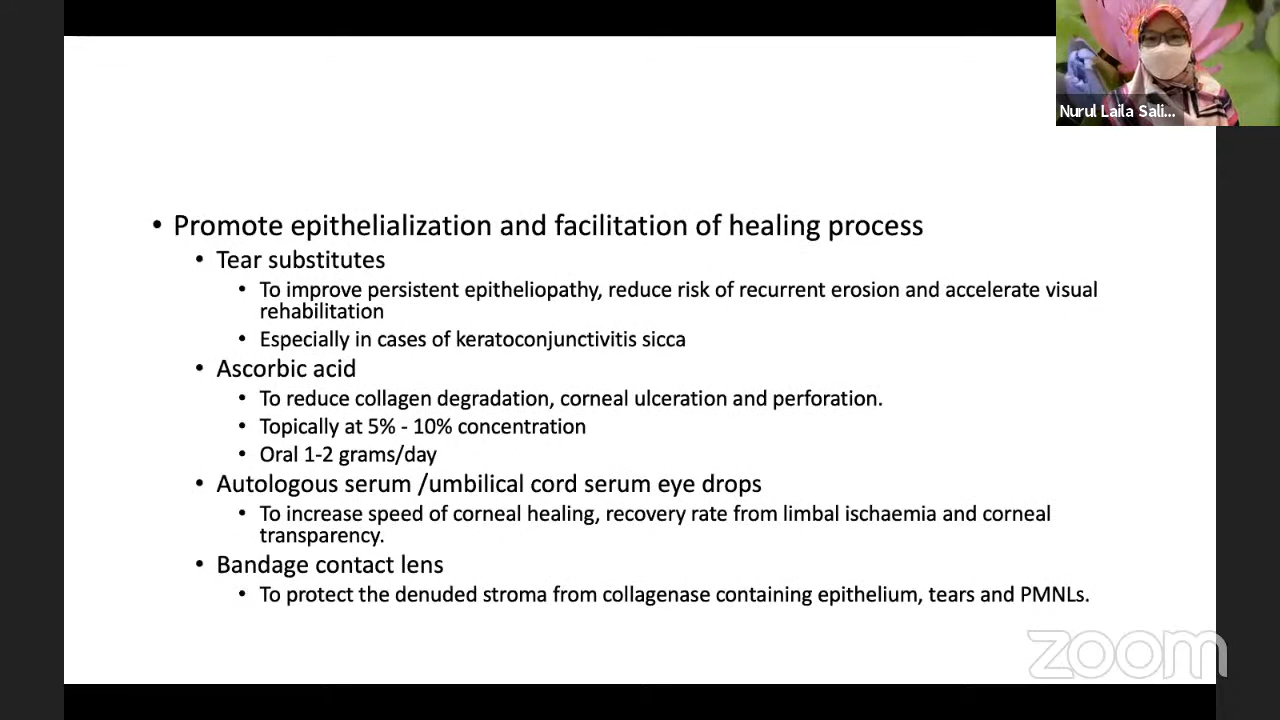 Nurul Laila Sali...
• Promote epithelialization and facilitation of healing process
• Tear substitutes
• To improve persistent epitheliopathy, reduce risk of recurrent erosion and accelerate visual
rehabilitation
• Especially in cases of keratoconjunctivitis sicca
• Ascorbic acid
• To reduce collagen degradation, corneal ulceration and perforation.
• Topically at 5% - 10% concentration
• Oral 1-2 grams/day
• Autologous serum /umbilical cord serum eye drops
• To increase speed of corneal healing, recovery rate from limbal ischaemia and corneal
transparency.
• Bandage contact lens
• To protect the denuded stroma from collagenase containing epithelium, tears and PMNLs.
zoom